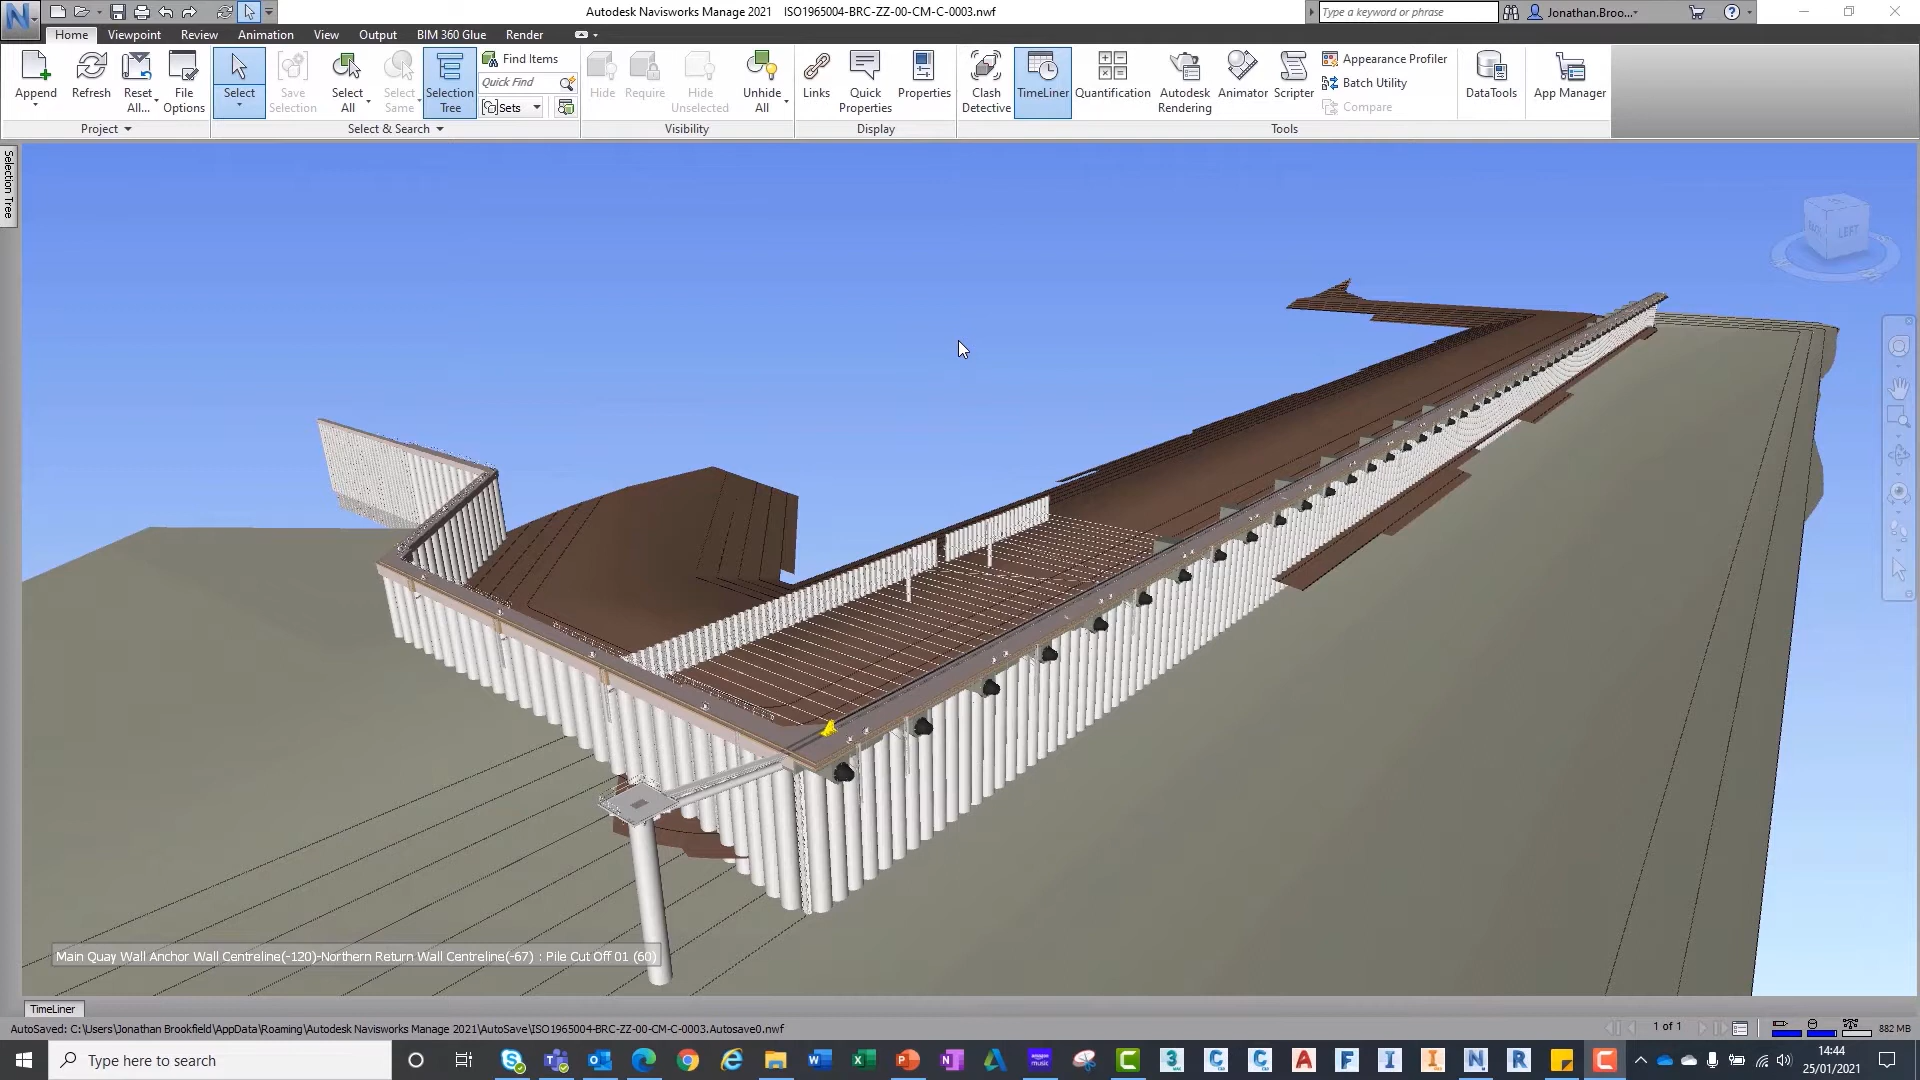 Autodesk Navisworks Manage 2021 ISO1965004-BRC-ZZ-00-CM-C-0003.nwf
Type a keyword or phrase
Jonathan.Broo...
Home Viewpoint Review Animation View Output BIM 360 Glue Render
Append
Refresh
Reset All...
File Options
Project
Select
Save Selection
Select All
Select Same
Selection Tree
Find Items
Quick Find
Sets
Select & Search
Hide
Require
Hide Unselected
Unhide All
Visibility
Links
Quick Properties
Properties
Display
Clash Detective
TimeLiner
Quantification
Autodesk Rendering
Animator
Scripter
Appearance Profiler
Batch Utility
Compare
Tools
DataTools
App Manager
Selection Tree
LEFT
Main Quay Wall Anchor Wall Centreline(-120)-Northern Return Wall Centreline(-67) : Pile Cut Off 01 (60)
TimeLiner
AutoSaved: C:\Users\Jonathan Brookfield\AppData\Roaming\Autodesk Navisworks Manage 2021\AutoSave\ISO1965004-BRC-ZZ-00-CM-C-0003.Autosave0.nwf
1 of 1
882 MB
Type here to search
14:44
25/01/2021